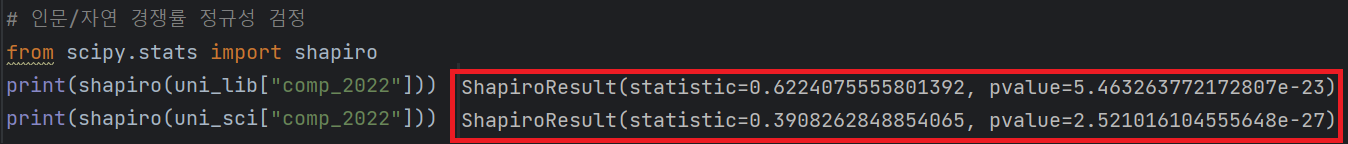 # 인문/자연 경쟁률 정규성 검정
from scipy.stats import shapiro
print(shapiro(uni_lib["comp_2022"])) ShapiroResult(statistic=0.6224075555801392, pvalue=5.463263772172807e-23)
print(shapiro(uni_sci["comp_2022"])) ShapiroResult(statistic=0.3908262848854065, pvalue=2.521016104555648e-27)